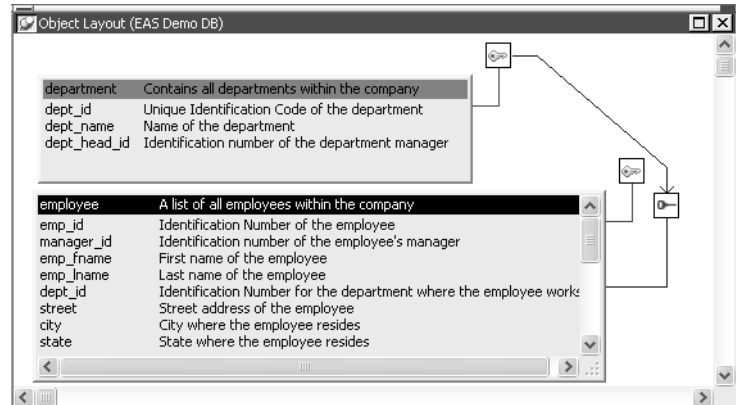 Object Layout (EAS Demo DB)
department Contains all departments within the company
dept_id Unique Identification Code of the department
dept_name Name of the department
dept_head_id Identification number of the department manager
employee A list of all employees within the company
emp_id Identification Number of the employee
manager_id Identification number of the employee's manager
emp_fname First name of the employee
emp_lname Last name of the employee
dept_id Identification Number for the department where the employee works
street Street address of the employee
city City where the employee resides
state State where the employee resides